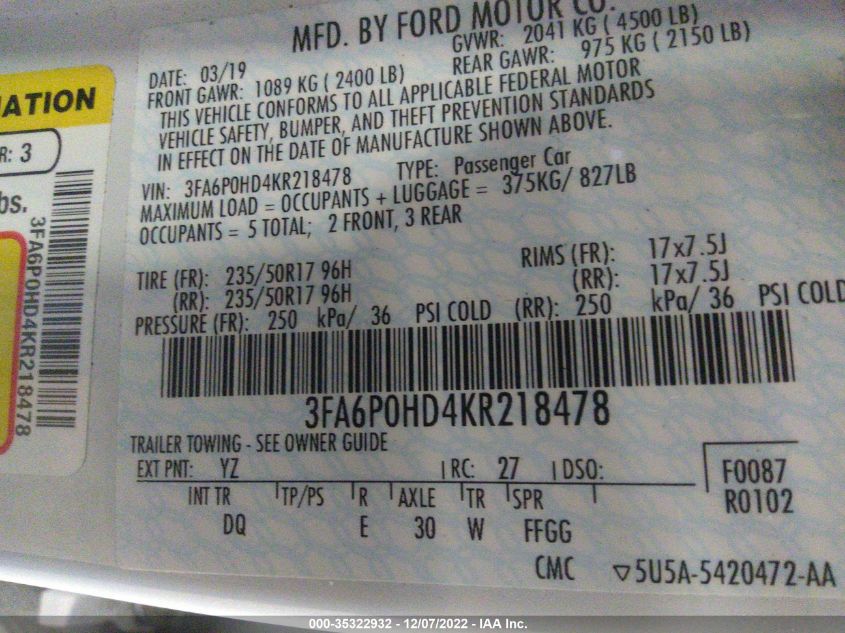 MFD. BY FORD MOTOR CO.
DATE: 03/19 GVWR: 2041 KG ( 4500 LB)
FRONT GAWR: 1089 KG ( 2400 LB) REAR GAWR: 975 KG ( 2150 LB)
THIS VEHICLE CONFORMS TO ALL APPLICABLE FEDERAL MOTOR
VEHICLE SAFETY, BUMPER, AND THEFT PREVENTION STANDARDS
IN EFFECT ON THE DATE OF MANUFACTURE SHOWN ABOVE.
VIN: 3FA6P0HD4KR218478 TYPE: Passenger Car
MAXIMUM LOAD = OCCUPANTS + LUGGAGE = 375KG/ 827LB
OCCUPANTS = 5 TOTAL; 2 FRONT, 3 REAR
TIRE (FR): 235/50R17 96H RIMS (FR): 17x7.5J
(RR): 235/50R17 96H (RR): 17x7.5J
PRESSURE (FR): 250 kPa/ 36 PSI COLD (RR): 250 kPa/ 36 PSI COLD
3FA6P0HD4KR218478
TRAILER TOWING - SEE OWNER GUIDE
EXT PNT: YZ RC: 27 DSO:
INT TR TP/PS R AXLE TR SPR
DQ E 30 W FFGG
F0087
R0102
CMC ▽5U5A-5420472-AA
R: 3
bs.
3FA6P0HD4KR218478
000-35322932 - 12/07/2022 - IAA Inc.